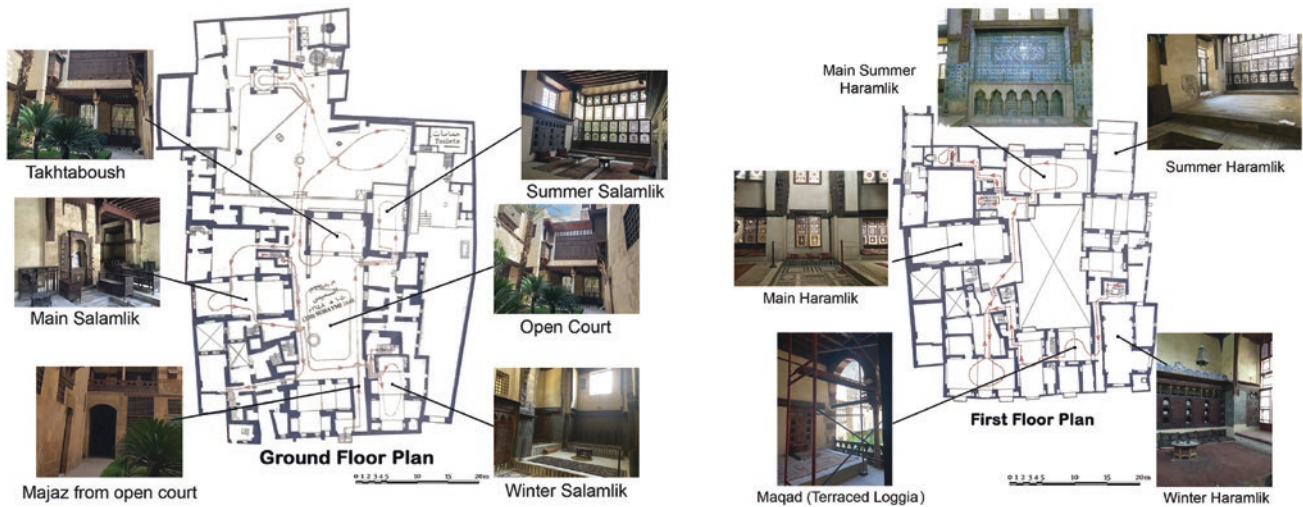 Takhtaboush
Main Salamlik
Majaz from open court
حمامات
Toilets
Summer Salamlik
Open Court
Winter Salamlik
Ground Floor Plan
0 1 2 3 4 5 10 15 20m
Main Summer
Haramlik
Summer Haramlik
Main Haramlik
Maqad (Terraced Loggia)
First Floor Plan
Winter Haramlik
0 1 2 3 4 5 10 15 20m